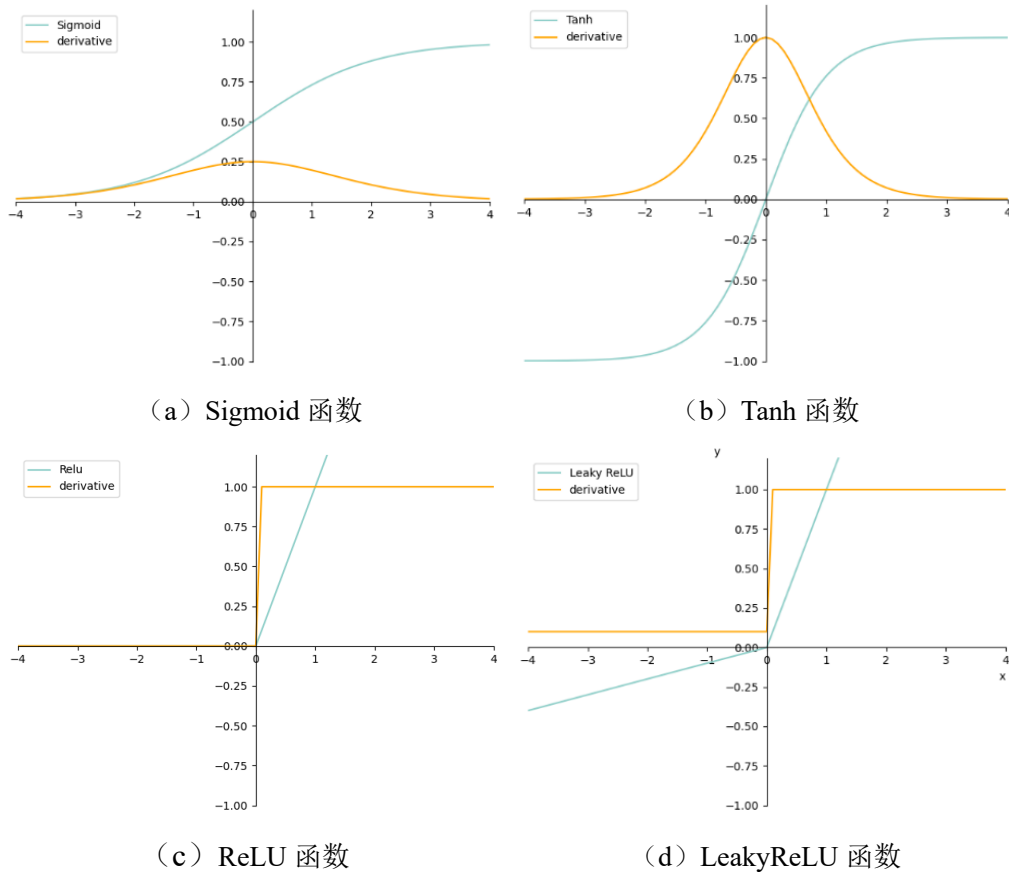 Sigmoid
derivative
1.00
0.75
0.50
0.25
0.00
−4 −3 −2 −1 0 1 2 3 4
−0.25
−0.50
−0.75
−1.00
(a)Sigmoid 函数
Tanh
derivative
1.00
0.75
0.50
0.25
0.00
−4 −3 −2 −1 0 1 2 3 4
−0.25
−0.50
−0.75
−1.00
(b)Tanh 函数
Relu
derivative
1.00
0.75
0.50
0.25
0.00
−4 −3 −2 −1 0 1 2 3 4
−0.25
−0.50
−0.75
−1.00
(c)ReLU 函数
y
Leaky ReLU
derivative
1.00
0.75
0.50
0.25
0.00
−4 −3 −2 −1 0 1 2 3 4
x
−0.25
−0.50
−0.75
−1.00
(d)LeakyReLU 函数